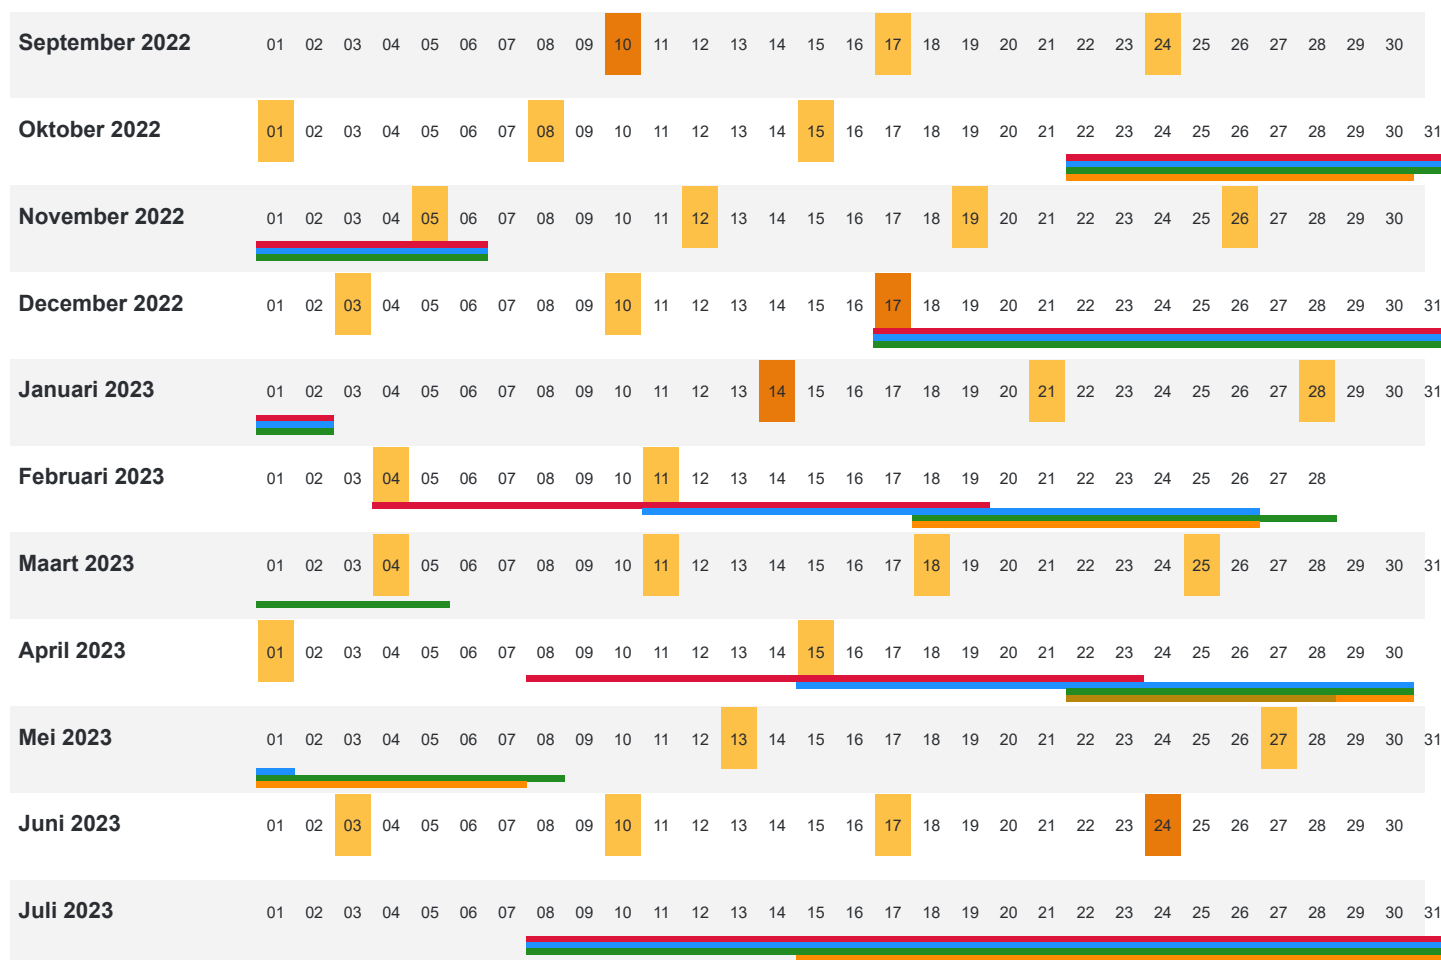 September 2022 01 02 03 04 05 06 07 08 09 10 11 12 13 14 15 16 17 18 19 20 21 22 23 24 25 26 27 28 29 30
Oktober 2022 01 02 03 04 05 06 07 08 09 10 11 12 13 14 15 16 17 18 19 20 21 22 23 24 25 26 27 28 29 30 31
November 2022 01 02 03 04 05 06 07 08 09 10 11 12 13 14 15 16 17 18 19 20 21 22 23 24 25 26 27 28 29 30
December 2022 01 02 03 04 05 06 07 08 09 10 11 12 13 14 15 16 17 18 19 20 21 22 23 24 25 26 27 28 29 30 31
Januari 2023 01 02 03 04 05 06 07 08 09 10 11 12 13 14 15 16 17 18 19 20 21 22 23 24 25 26 27 28 29 30 31
Februari 2023 01 02 03 04 05 06 07 08 09 10 11 12 13 14 15 16 17 18 19 20 21 22 23 24 25 26 27 28
Maart 2023 01 02 03 04 05 06 07 08 09 10 11 12 13 14 15 16 17 18 19 20 21 22 23 24 25 26 27 28 29 30 31
April 2023 01 02 03 04 05 06 07 08 09 10 11 12 13 14 15 16 17 18 19 20 21 22 23 24 25 26 27 28 29 30
Mei 2023 01 02 03 04 05 06 07 08 09 10 11 12 13 14 15 16 17 18 19 20 21 22 23 24 25 26 27 28 29 30 31
Juni 2023 01 02 03 04 05 06 07 08 09 10 11 12 13 14 15 16 17 18 19 20 21 22 23 24 25 26 27 28 29 30
Juli 2023 01 02 03 04 05 06 07 08 09 10 11 12 13 14 15 16 17 18 19 20 21 22 23 24 25 26 27 28 29 30 31